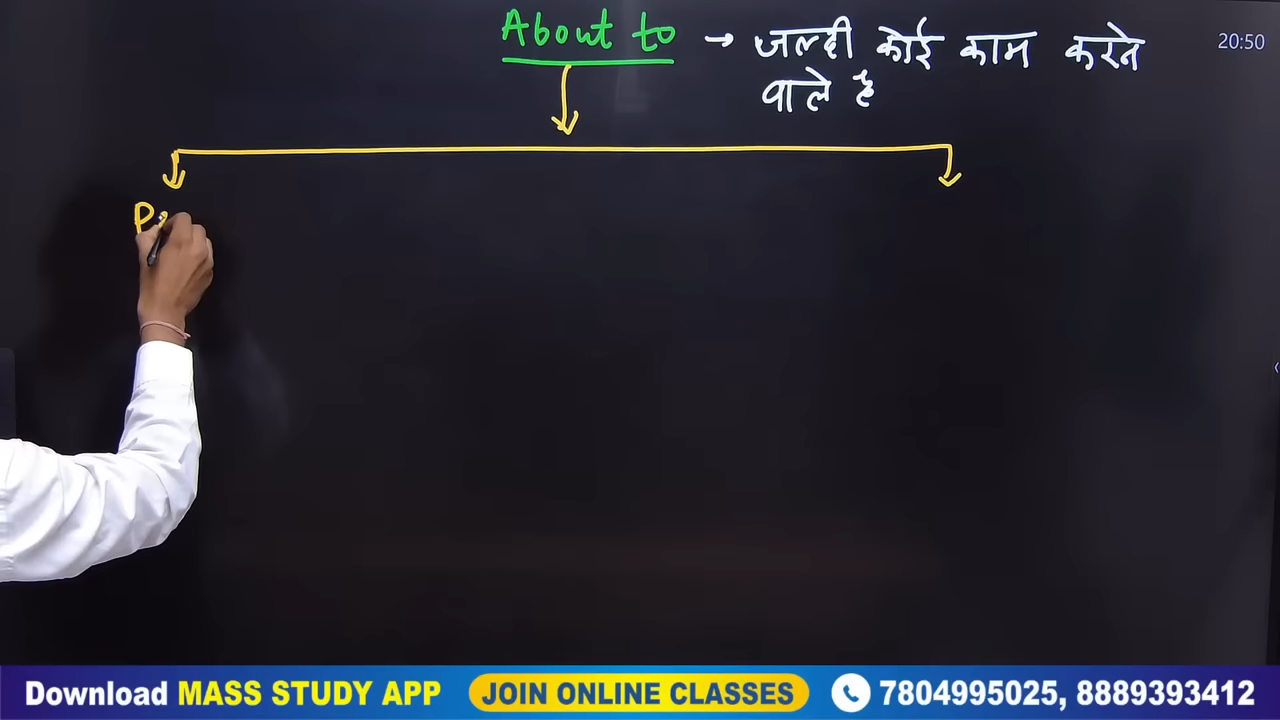 About to → जल्दी कोई काम करने
वाले है
20:50
P
Download MASS STUDY APP JOIN ONLINE CLASSES 7804995025, 8889393412